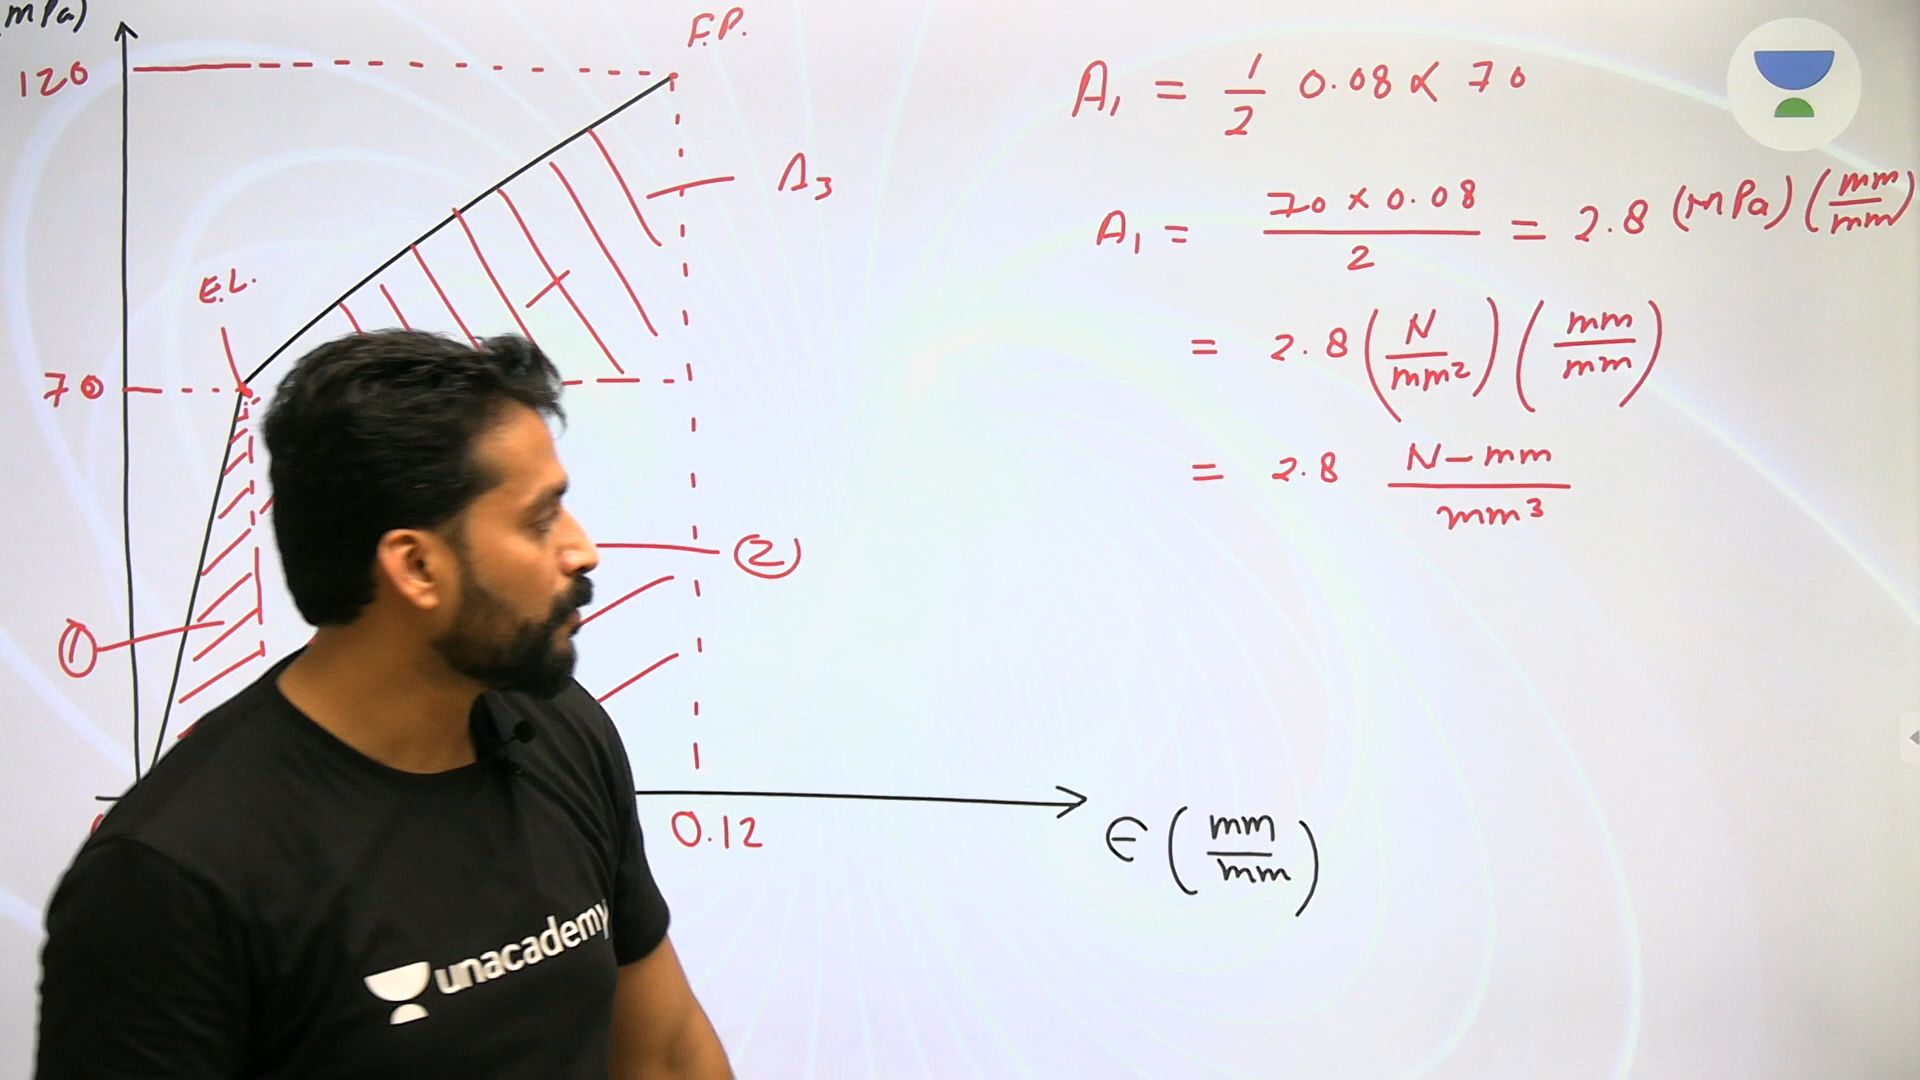 mPa)
120
F.P.
A3
E.L.
70
①
②
0.12
ϵ (mm/mm)
A₁ = 1/2 0.08 × 70
A₁ = 70 × 0.08 / 2 = 2.8 (MPa) (mm/mm)
= 2.8 (N/mm²) (mm/mm)
= 2.8 N-mm/mm³
unacademy